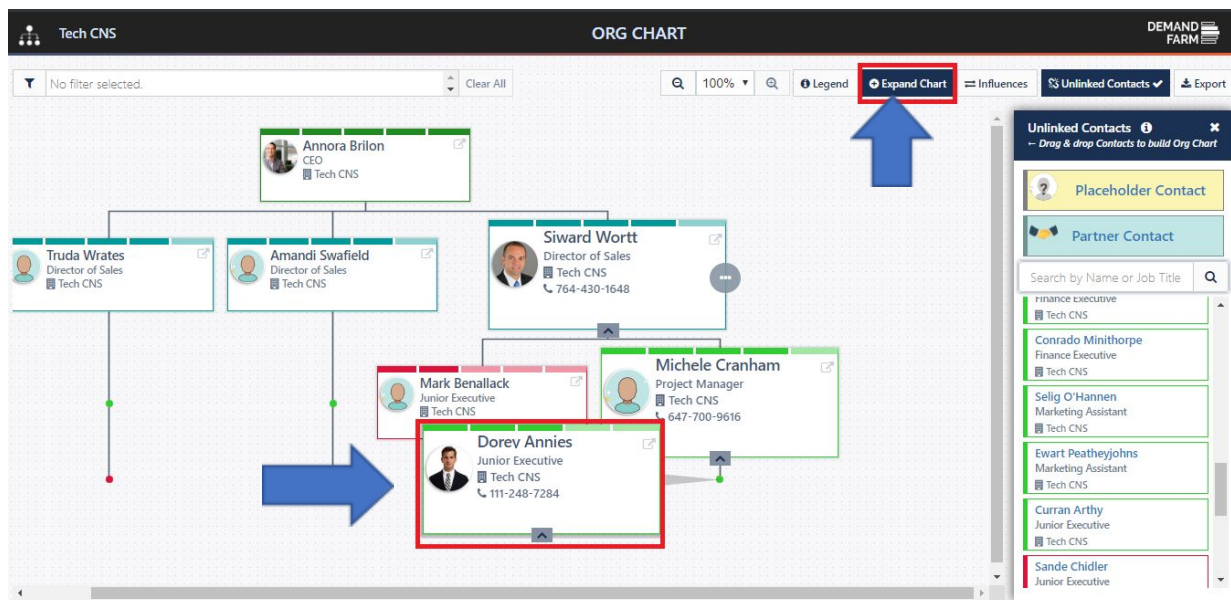 Tech CNS
ORG CHART
DEMAND
FARM
No filter selected.
Clear All
100%
Legend
Expand Chart
Influences
Unlinked Contacts
Export
Annora Brilon
CEO
Tech CNS
Truda Wrates
Director of Sales
Tech CNS
Amandi Swafield
Director of Sales
Tech CNS
Siward Wortt
Director of Sales
Tech CNS
764-430-1648
Mark Benallack
Junior Executive
Tech CNS
Michele Cranham
Project Manager
Tech CNS
647-700-9616
Dorey Annies
Junior Executive
Tech CNS
111-248-7284
Unlinked Contacts
← Drag & drop Contacts to build Org Chart
Placeholder Contact
Partner Contact
Search by Name or Job Title
Finance Executive
Tech CNS
Conrado Minithorpe
Finance Executive
Tech CNS
Selig O'Hannen
Marketing Assistant
Tech CNS
Ewart Peatheyjohns
Marketing Assistant
Tech CNS
Curran Arthy
Junior Executive
Tech CNS
Sande Chidler
Junior Executive